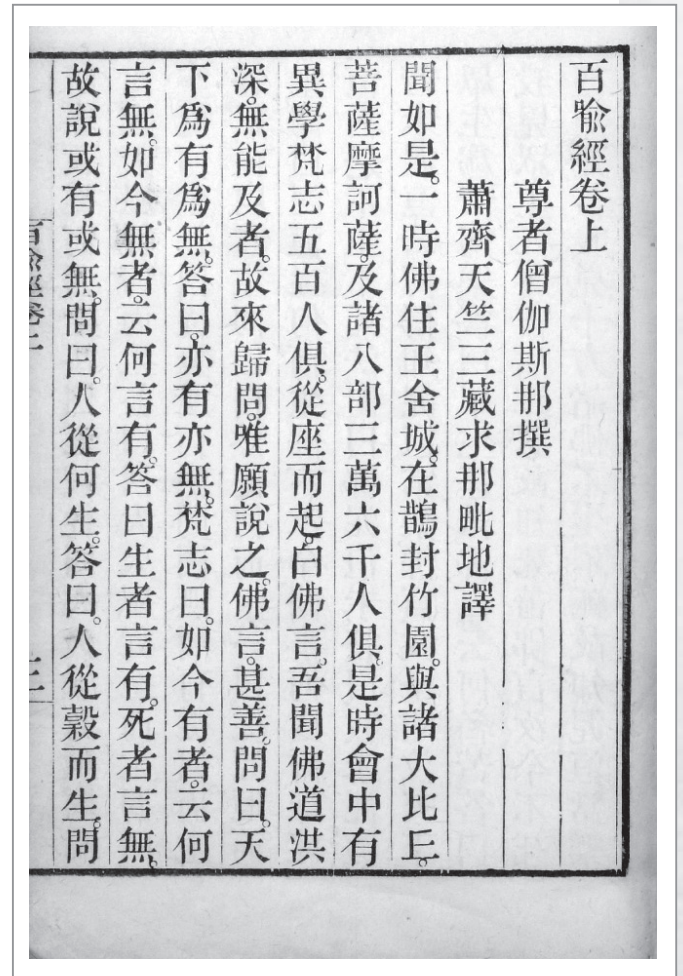 百喻經卷上
尊者僧伽斯那撰
蕭齊天竺三藏求那毗地譯
聞如是。一時佛住王舍城。在鵲封竹園。與諸大比丘。
菩薩摩訶薩。及諸八部三萬六千人俱。是時會中有
異學梵志五百人俱。從座而起。白佛言。吾聞佛道洪
深。無能及者。故來歸問。唯願說之。佛言。甚善。問曰。天
下爲有爲無。答曰。亦有亦無。梵志曰。如今有者。云何
言無。如今無者。云何言有。答曰生者言有。死者言無。
故說或有或無。問曰。人從何生。答曰。人從穀而生。問
百喻經卷上